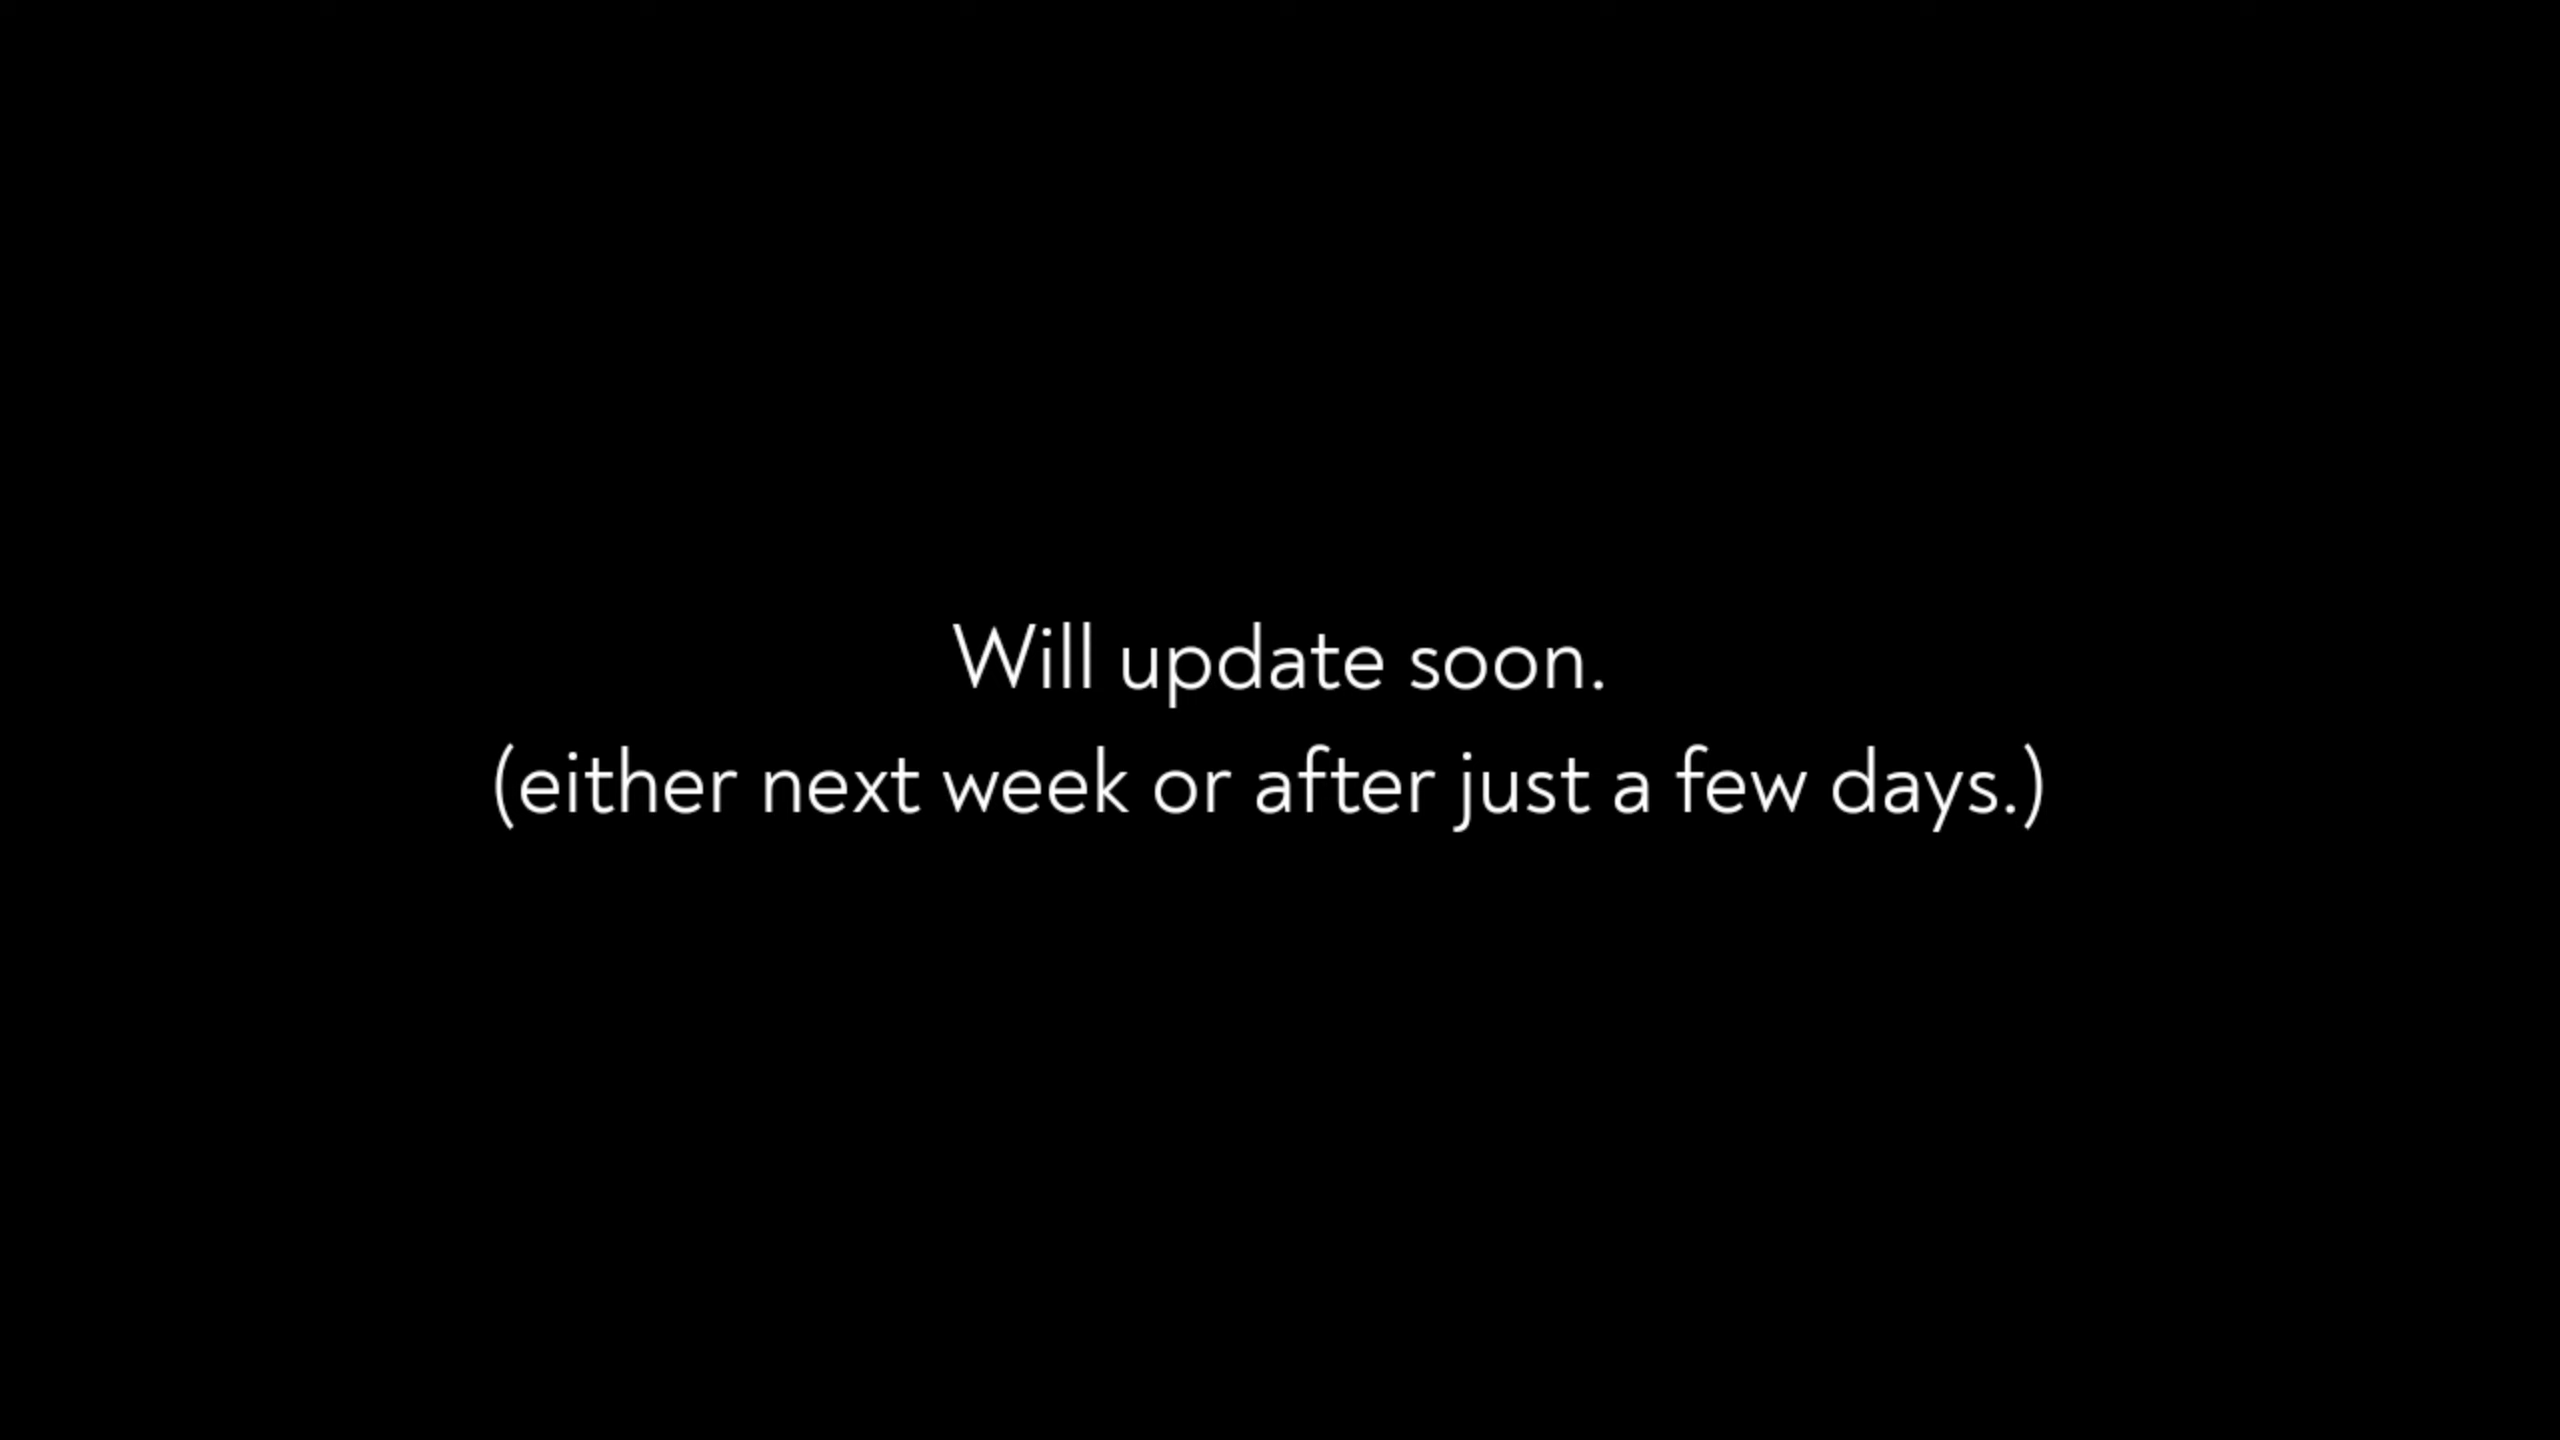 Will update soon.
(either next week or after just a few days.)